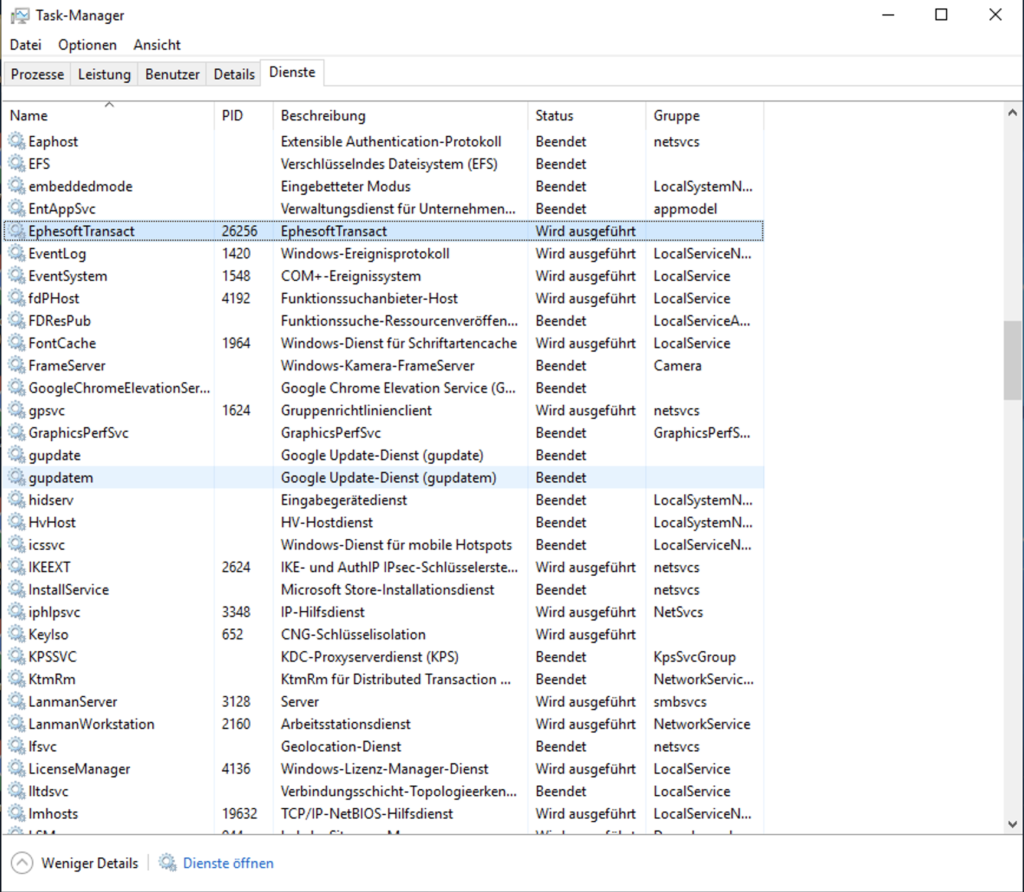 Task-Manager
Datei Optionen Ansicht
Prozesse Leistung Benutzer Details Dienste
Name PID Beschreibung Status Gruppe
Eaphost Extensible Authentication-Protokoll Beendet netsvcs
EFS Verschlüsselndes Dateisystem (EFS) Beendet
embeddedmode Eingebetteter Modus Beendet LocalSystemN...
EntAppSvc Verwaltungsdienst für Unternehmen... Beendet appmodel
EphesoftTransact 26256 EphesoftTransact Wird ausgeführt
EventLog 1420 Windows-Ereignisprotokoll Wird ausgeführt LocalServiceN...
EventSystem 1548 COM+-Ereignissystem Wird ausgeführt LocalService
fdPHost 4192 Funktionssuchanbieter-Host Wird ausgeführt LocalService
FDResPub Funktionssuche-Ressourcenveröffen... Beendet LocalServiceA...
FontCache 1964 Windows-Dienst für Schriftartencache Wird ausgeführt LocalService
FrameServer Windows-Kamera-FrameServer Beendet Camera
GoogleChromeElevationSer... Google Chrome Elevation Service (G... Beendet
gpsvc 1624 Gruppenrichtlinienclient Wird ausgeführt netsvcs
GraphicsPerfSvc GraphicsPerfSvc Beendet GraphicsPerfS...
gupdate Google Update-Dienst (gupdate) Beendet
gupdatem Google Update-Dienst (gupdatem) Beendet
hidserv Eingabegerätedienst Beendet LocalSystemN...
HvHost HV-Hostdienst Beendet LocalSystemN...
icssvc Windows-Dienst für mobile Hotspots Beendet LocalServiceN...
IKEEXT 2624 IKE- und AuthIP IPsec-Schlüsselerste... Wird ausgeführt netsvcs
InstallService Microsoft Store-Installationsdienst Beendet netsvcs
iphlpsvc 3348 IP-Hilfsdienst Wird ausgeführt NetSvcs
KeyIso 652 CNG-Schlüsselisolation Wird ausgeführt
KPSSVC KDC-Proxyserverdienst (KPS) Beendet KpsSvcGroup
KtmRm KtmRm für Distributed Transaction ... Beendet NetworkServic...
LanmanServer 3128 Server Wird ausgeführt smbsvcs
LanmanWorkstation 2160 Arbeitsstationsdienst Wird ausgeführt NetworkService
lfsvc Geolocation-Dienst Beendet netsvcs
LicenseManager 4136 Windows-Lizenz-Manager-Dienst Wird ausgeführt LocalService
lltdsvc Verbindungsschicht-Topologieerken... Beendet LocalService
lmhosts 19632 TCP/IP-NetBIOS-Hilfsdienst Wird ausgeführt LocalServiceN...
Weniger Details Dienste öffnen